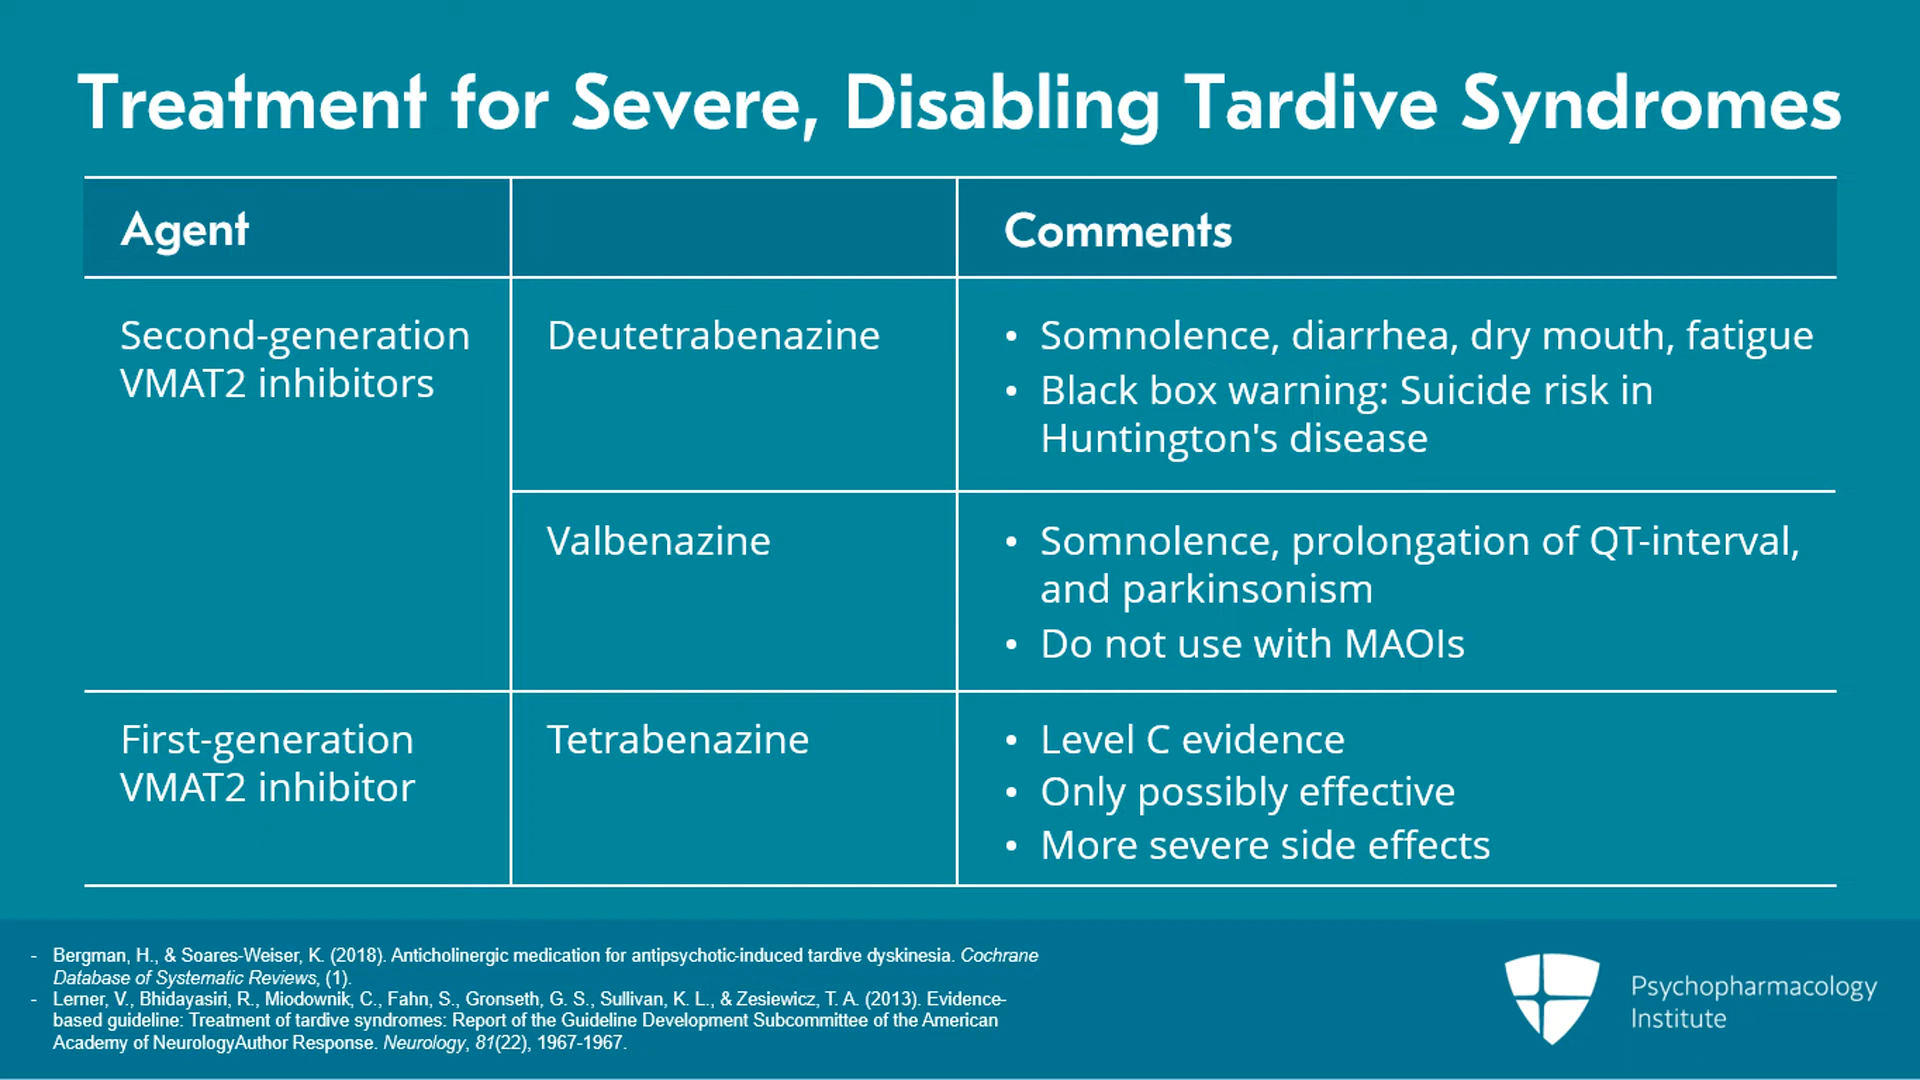 Treatment for Severe, Disabling Tardive Syndromes
Agent
Comments
Second-generation
VMAT2 inhibitors
Deutetrabenazine
• Somnolence, diarrhea, dry mouth, fatigue
• Black box warning: Suicide risk in
Huntington's disease
Valbenazine
• Somnolence, prolongation of QT-interval,
and parkinsonism
• Do not use with MAOIs
First-generation
VMAT2 inhibitor
Tetrabenazine
• Level C evidence
• Only possibly effective
• More severe side effects
- Bergman, H., & Soares-Weiser, K. (2018). Anticholinergic medication for antipsychotic-induced tardive dyskinesia. Cochrane
Database of Systematic Reviews, (1).
- Lerner, V., Bhidayasiri, R., Miodownik, C., Fahn, S., Gronseth, G. S., Sullivan, K. L., & Zesiewicz, T. A. (2013). Evidence-
based guideline: Treatment of tardive syndromes: Report of the Guideline Development Subcommittee of the American
Academy of NeurologyAuthor Response. Neurology, 81(22), 1967-1967.
Psychopharmacology
Institute